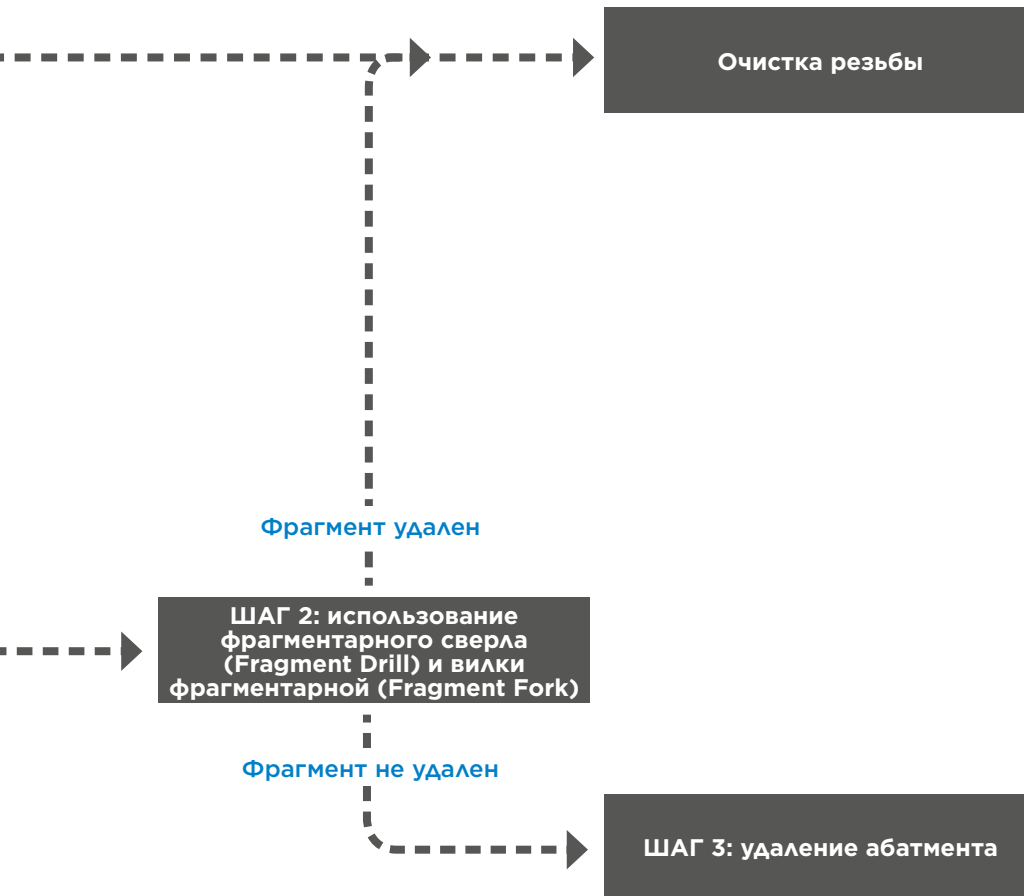 Очистка резьбы
Фрагмент удален
ШАГ 2: использование
фрагментарного сверла
(Fragment Drill) и вилки
фрагментарной (Fragment Fork)
Фрагмент не удален
ШАГ 3: удаление абатмента